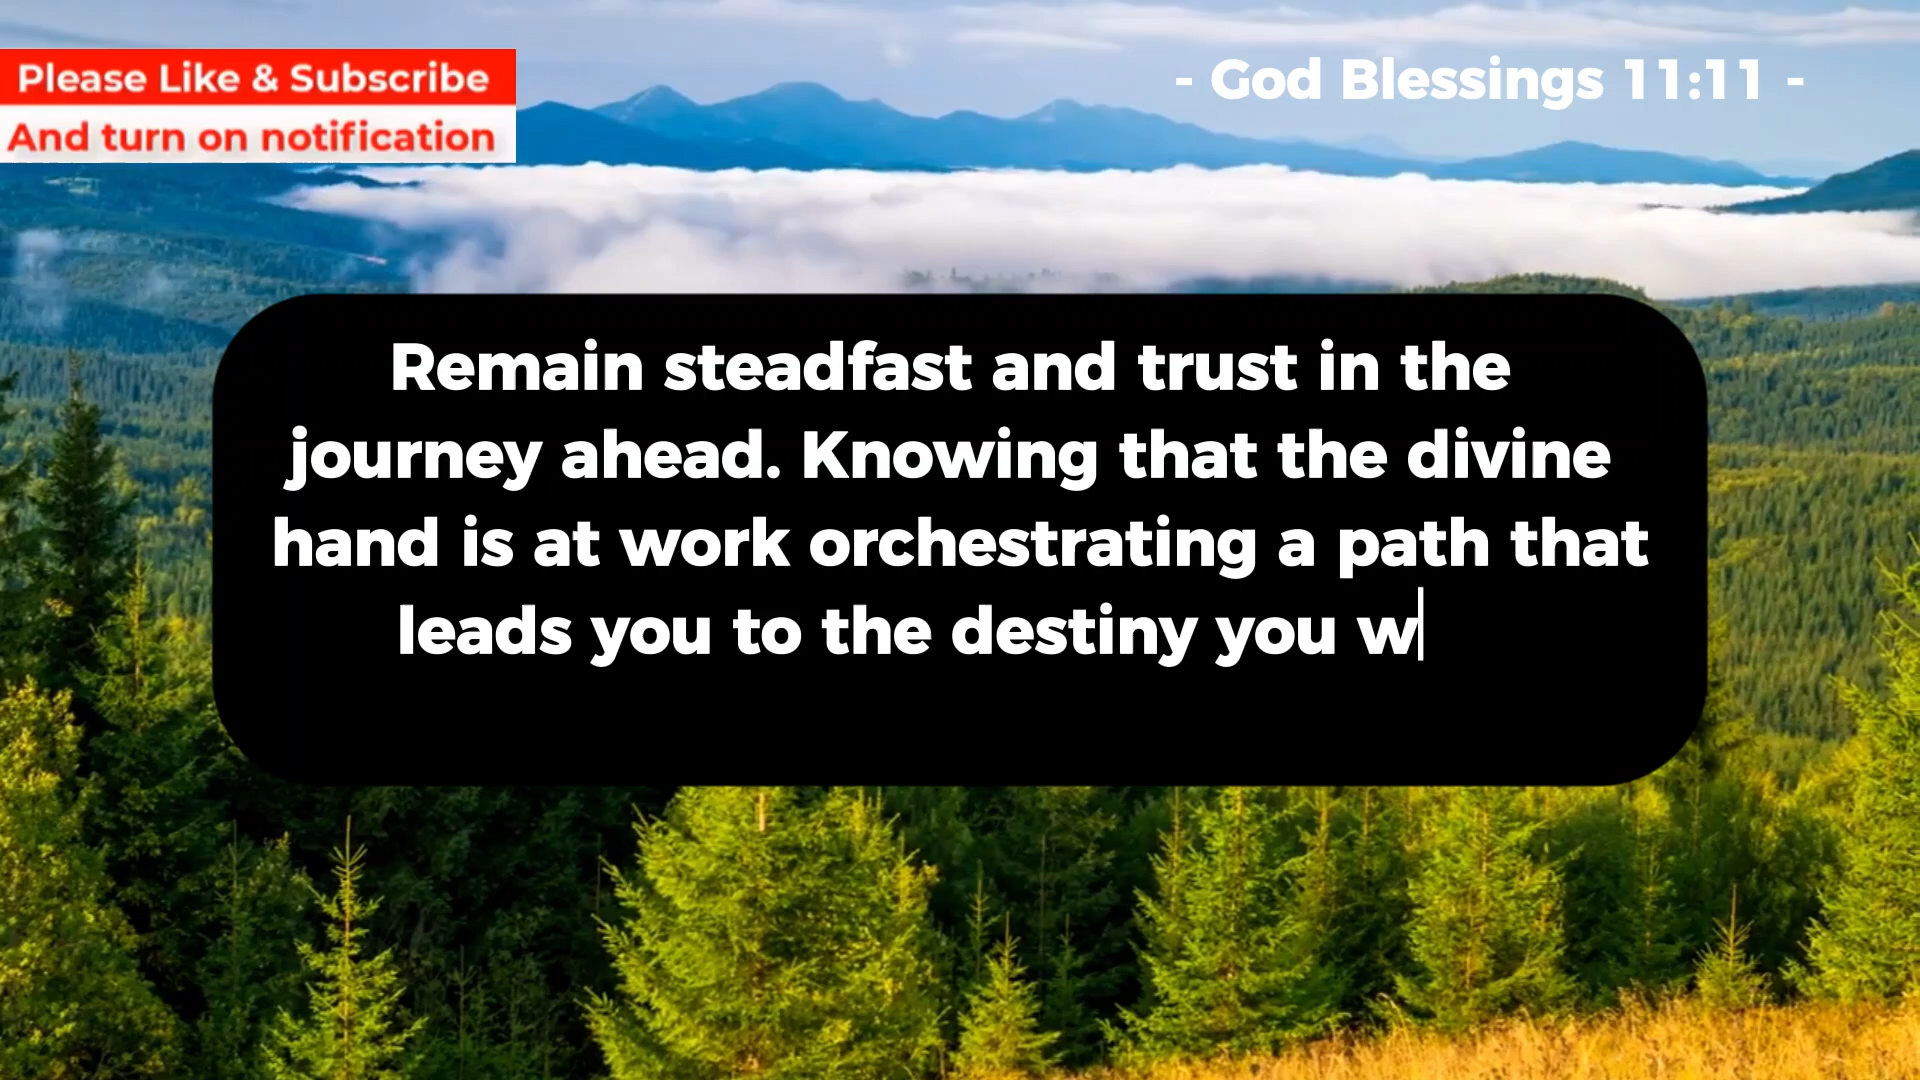 Please Like & Subscribe
And turn on notification
- God Blessings 11:11 -
Remain steadfast and trust in the
journey ahead. Knowing that the divine
hand is at work orchestrating a path that
leads you to the destiny you w